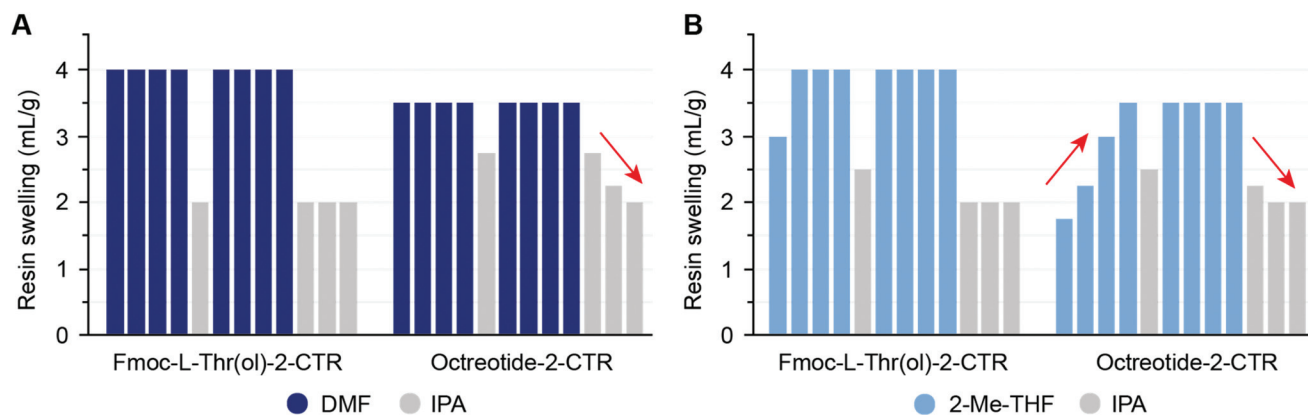 A
Resin swelling (mL/g)
4
3
2
1
0
Fmoc-L-Thr(ol)-2-CTR
Octreotide-2-CTR
DMF
IPA
B
Resin swelling (mL/g)
4
3
2
1
0
Fmoc-L-Thr(ol)-2-CTR
Octreotide-2-CTR
2-Me-THF
IPA